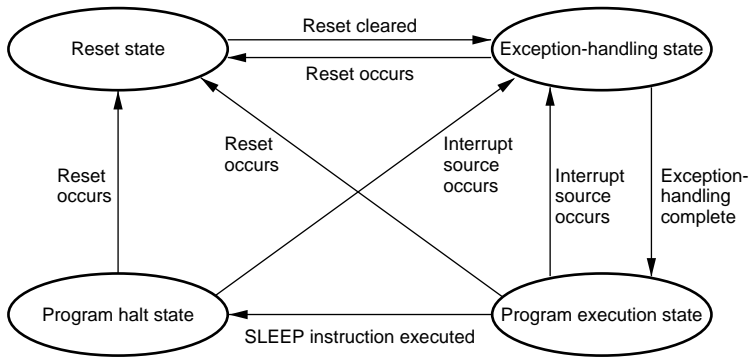 Reset cleared
Reset state
Exception-handling state
Reset occurs
Reset
occurs
Reset
occurs
Interrupt
source
occurs
Interrupt
source
occurs
Exception-
handling
complete
Program halt state
Program execution state
SLEEP instruction executed